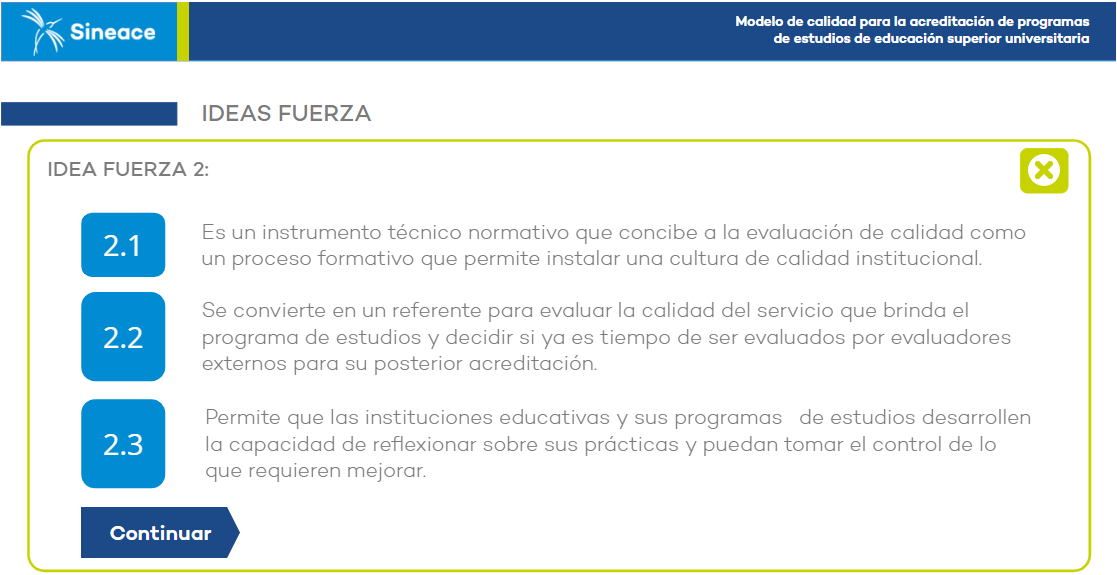 Sineace
Modelo de calidad para la acreditación de programas
de estudios de educación superior universitaria
IDEAS FUERZA
IDEA FUERZA 2:
2.1
Es un instrumento técnico normativo que concibe a la evaluación de calidad como
un proceso formativo que permite instalar una cultura de calidad institucional.
2.2
Se convierte en un referente para evaluar la calidad del servicio que brinda el
programa de estudios y decidir si ya es tiempo de ser evaluados por evaluadores
externos para su posterior acreditación.
2.3
Permite que las instituciones educativas y sus programas de estudios desarrollen
la capacidad de reflexionar sobre sus prácticas y puedan tomar el control de lo
que requieren mejorar.
Continuar